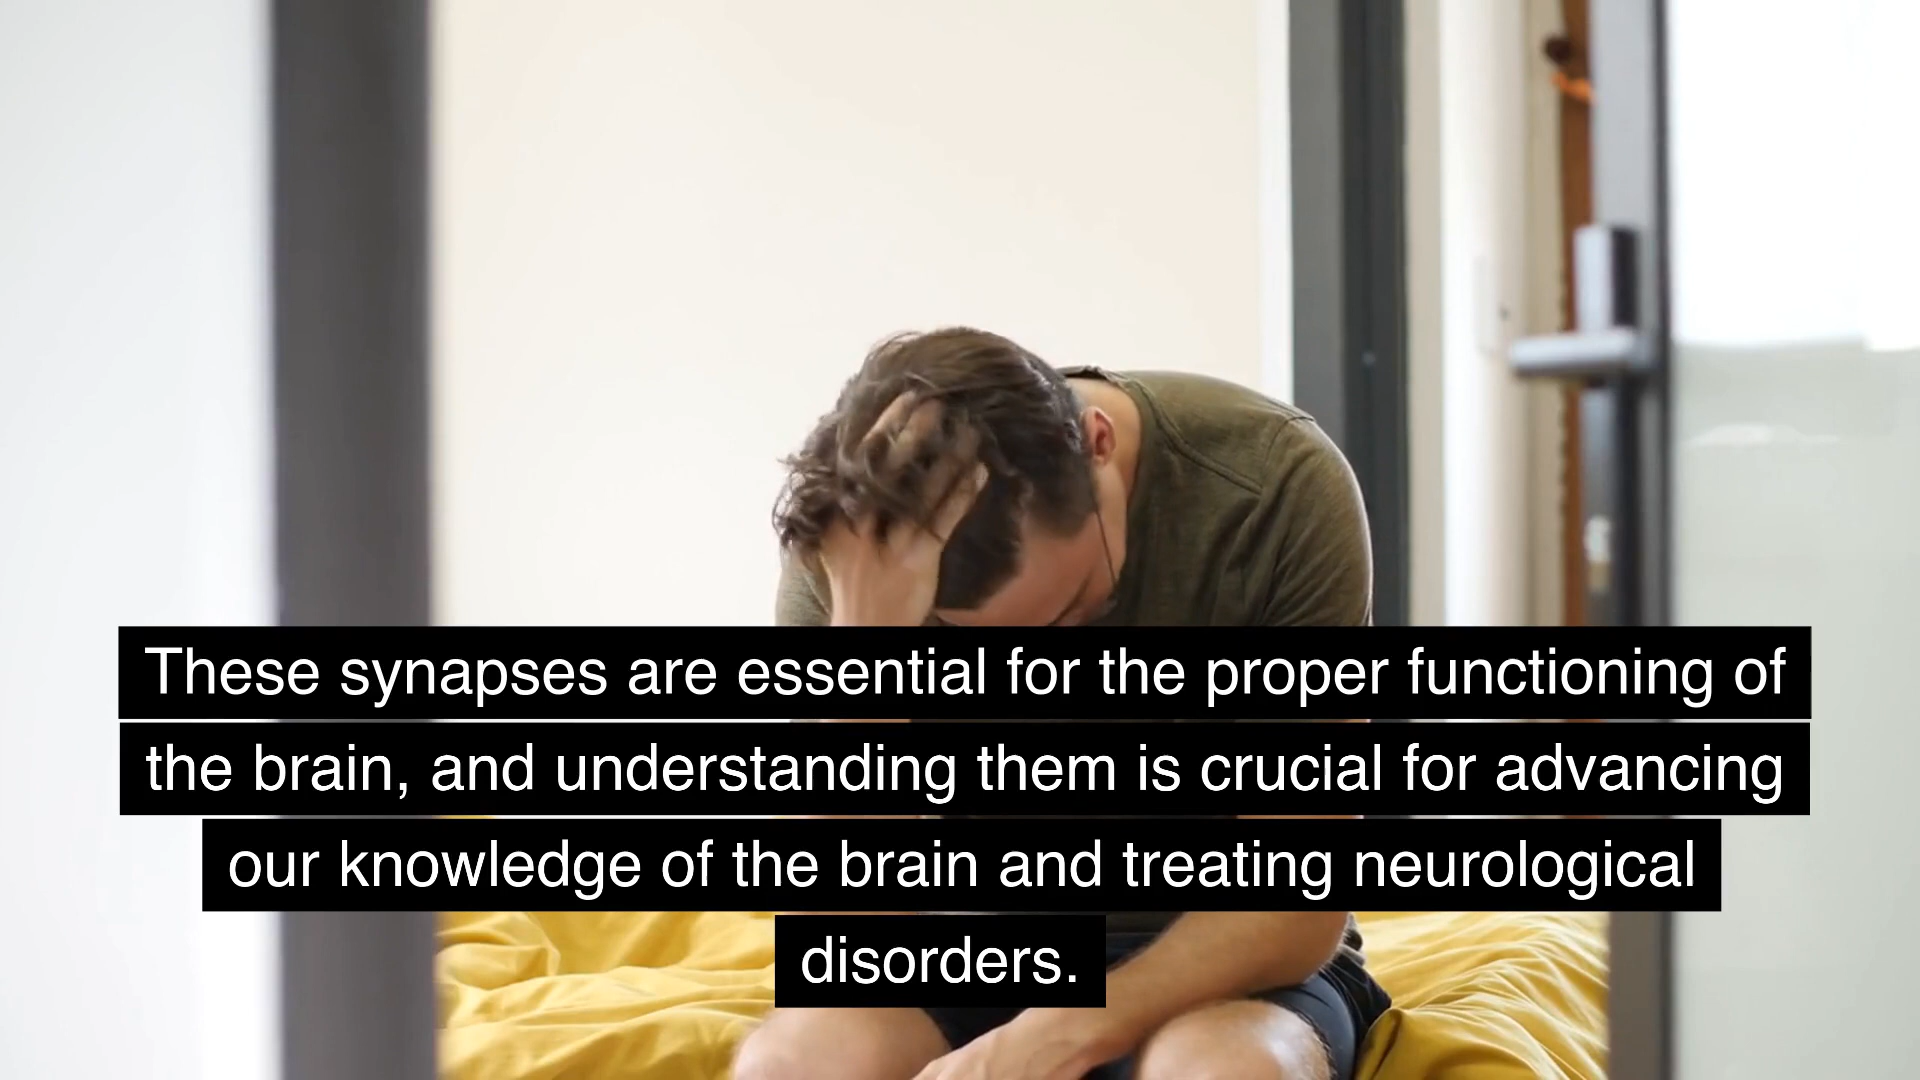 These synapses are essential for the proper functioning of
the brain, and understanding them is crucial for advancing
our knowledge of the brain and treating neurological
disorders.